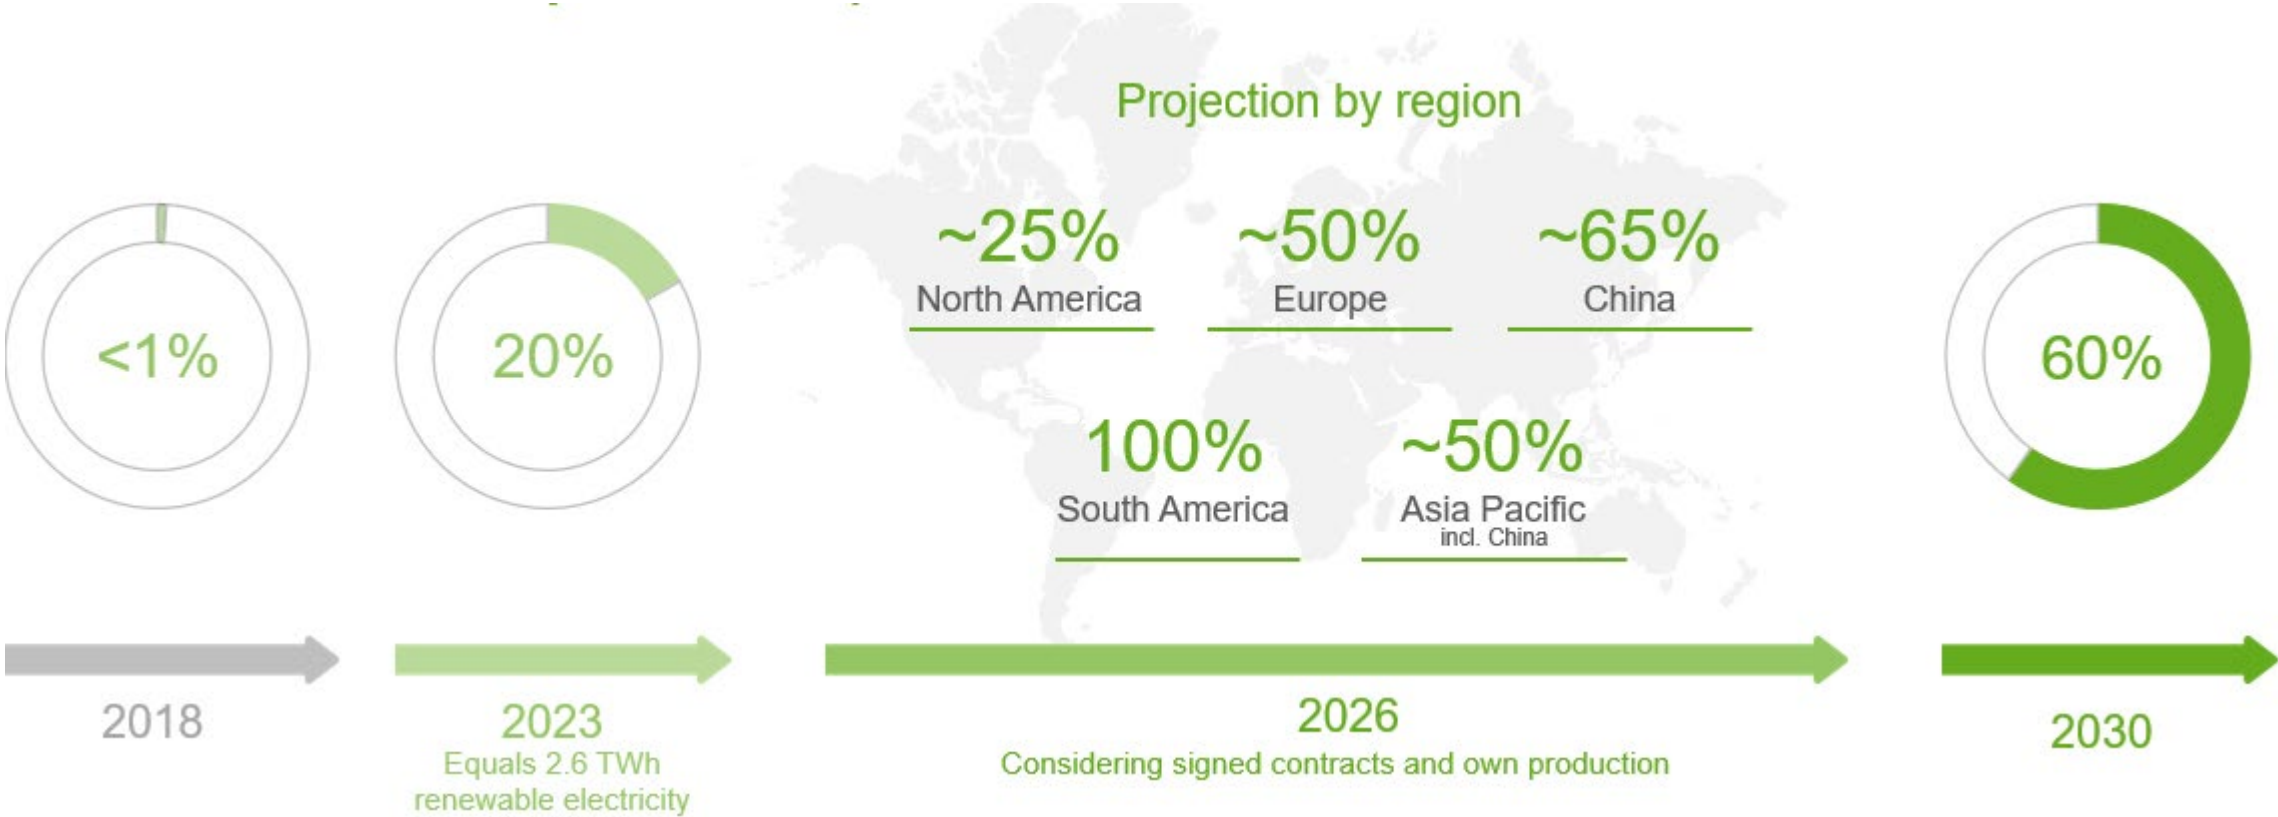 Projection by region
~25%
North America
~50%
Europe
~65%
China
<1%
20%
60%
100%
South America
~50%
Asia Pacific
incl. China
2018
2023
Equals 2.6 TWh
renewable electricity
2026
Considering signed contracts and own production
2030